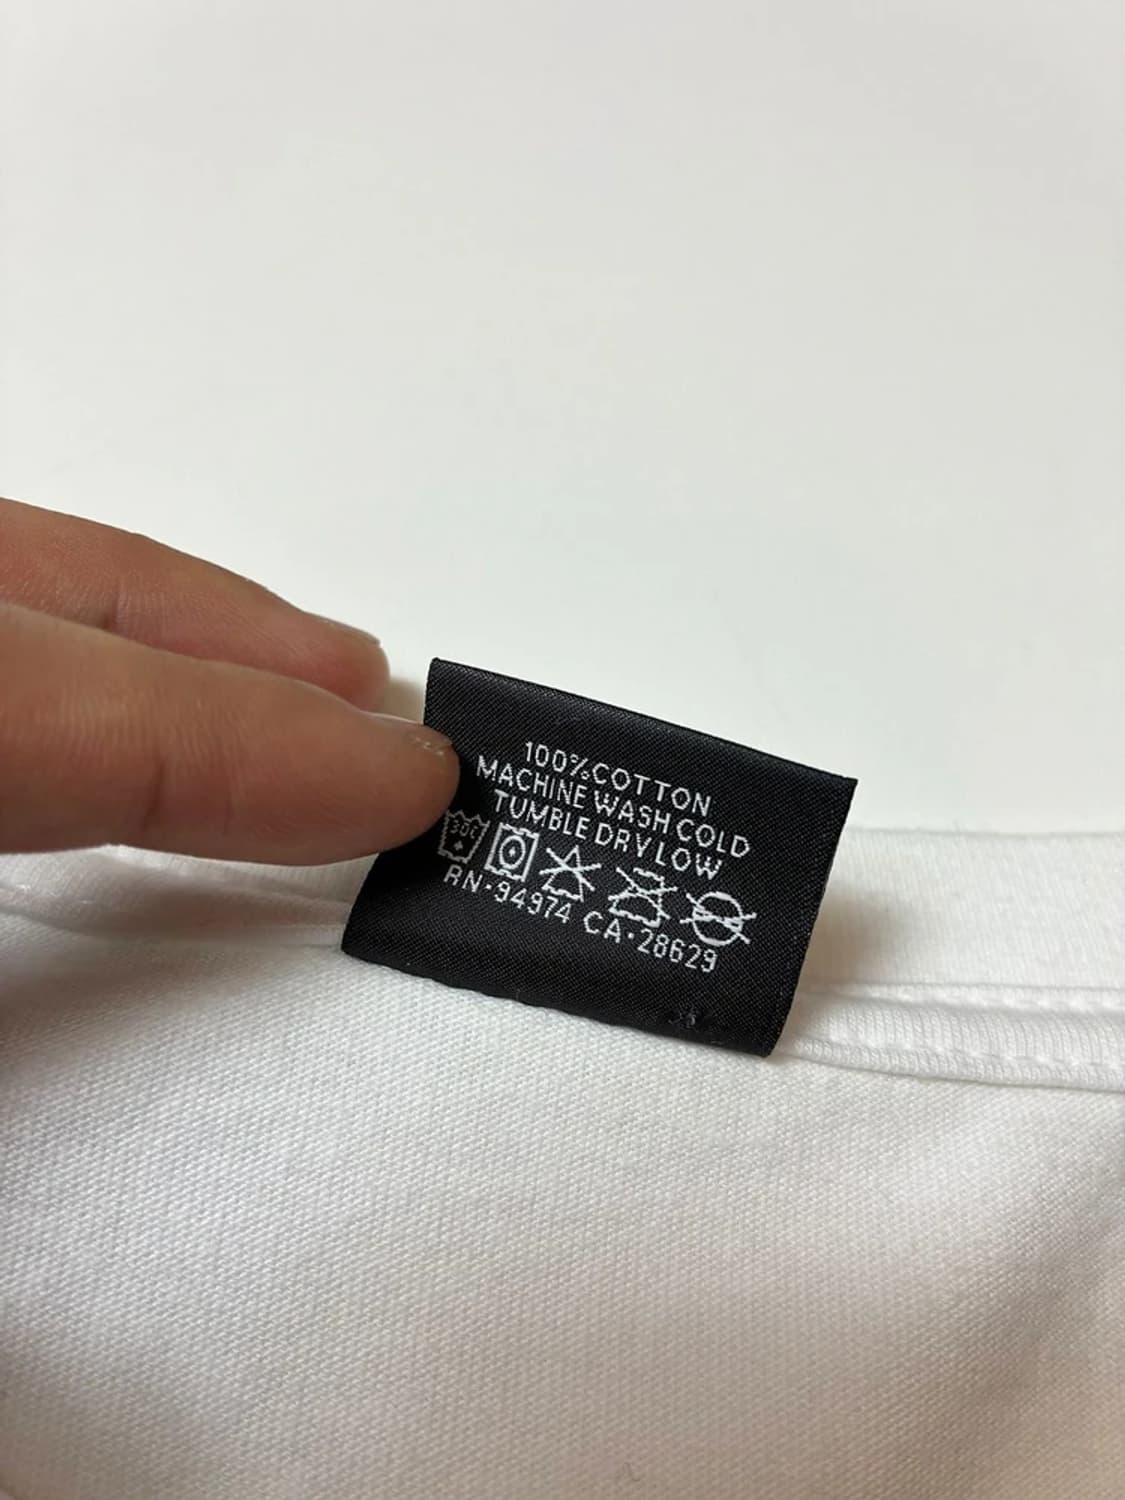 100%COTTON
MACHINE WASH COLD
TUMBLE DRY LOW
30C
RN·94974 CA·28629